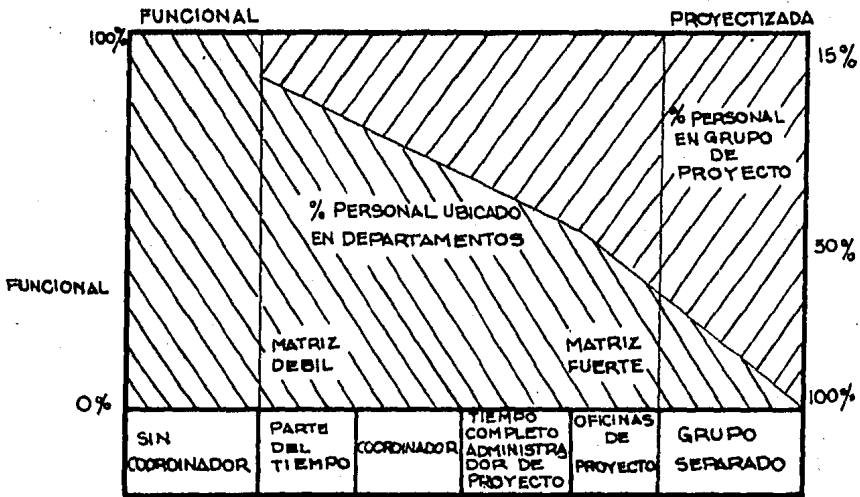 FUNCIONAL
PROYECTIZADA
100%
15%
% PERSONAL
EN GRUPO
DE
PROYECTO
% PERSONAL UBICADO
EN DEPARTAMENTOS
50%
FUNCIONAL
MATRIZ
DEBIL
MATRIZ
FUERTE
0%
100%
SIN
COORDINADOR
PARTE
DEL
TIEMPO
COORDINADOR
TIEMPO
COMPLETO
ADMINISTRA
DOR DE
PROYECTO
OFICINAS
DE
PROYECTO
GRUPO
SEPARADO